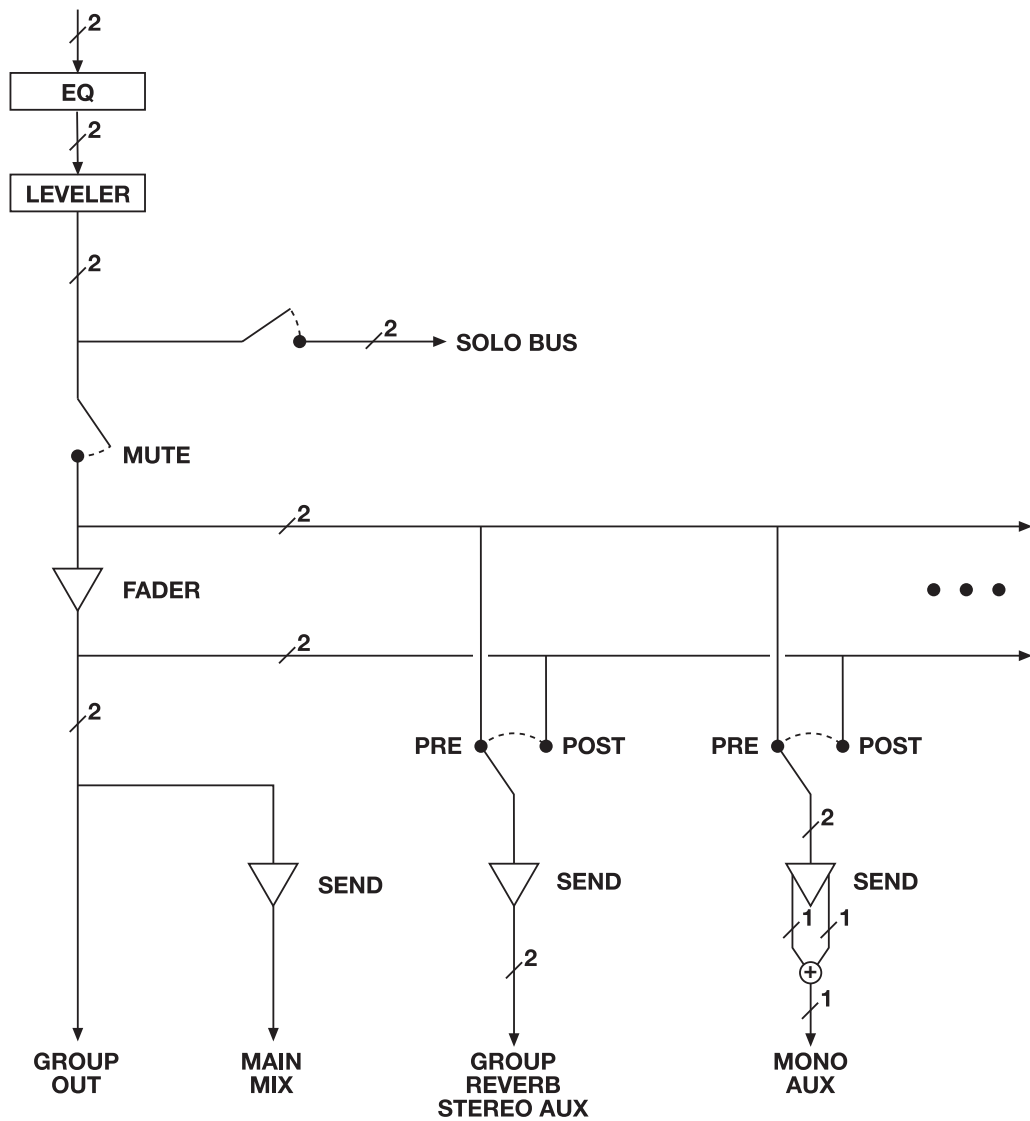 2
EQ
2
LEVELER
2
2
SOLO BUS
MUTE
2
FADER
2
2
PRE
POST
PRE
POST
2
SEND
SEND
SEND
1
1
2
+
1
GROUP
OUT
MAIN
MIX
GROUP
REVERB
STEREO AUX
MONO
AUX